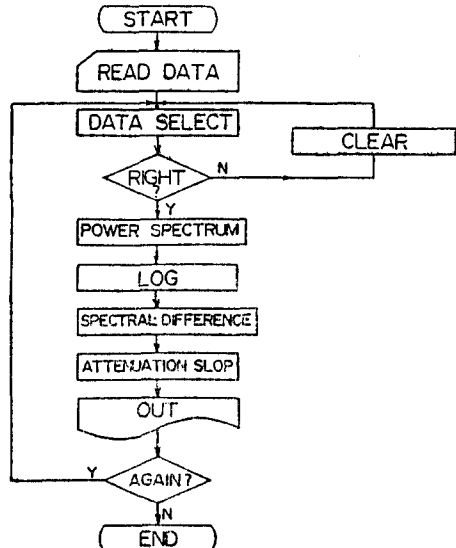 START
READ DATA
DATA SELECT
CLEAR
RIGHT
?
N
Y
POWER SPECTRUM
LOG
SPECTRAL DIFFERENCE
ATTENUATION SLOP
OUT
Y
AGAIN?
N
END